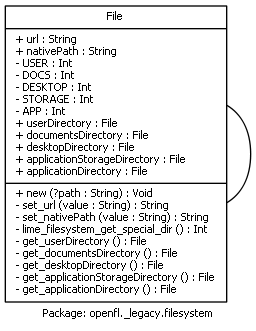 File
+ url : String
+ nativePath : String
- USER : Int
- DOCS : Int
- DESKTOP : Int
- STORAGE : Int
- APP : Int
+ userDirectory : File
+ documentsDirectory : File
+ desktopDirectory : File
+ applicationStorageDirectory : File
+ applicationDirectory : File
+ new (?path : String) : Void
- set_url (value : String) : String
- set_nativePath (value : String) : String
- lime_filesystem_get_special_dir () : Int
- get_userDirectory () : File
- get_documentsDirectory () : File
- get_desktopDirectory () : File
- get_applicationStorageDirectory () : File
- get_applicationDirectory () : File
Package: openfl._legacy.filesystem